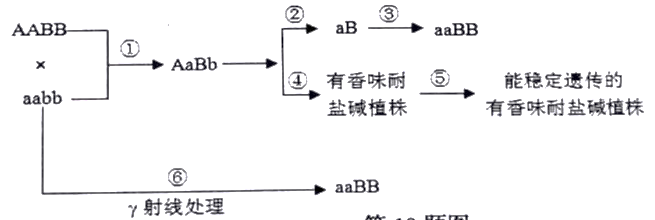 AABB
×
aabb
①
AaBb
②
aB
③
aaBB
④
有香味耐
盐碱植株
⑤
能稳定遗传的
有香味耐盐碱植株
⑥
γ射线处理
aaBB